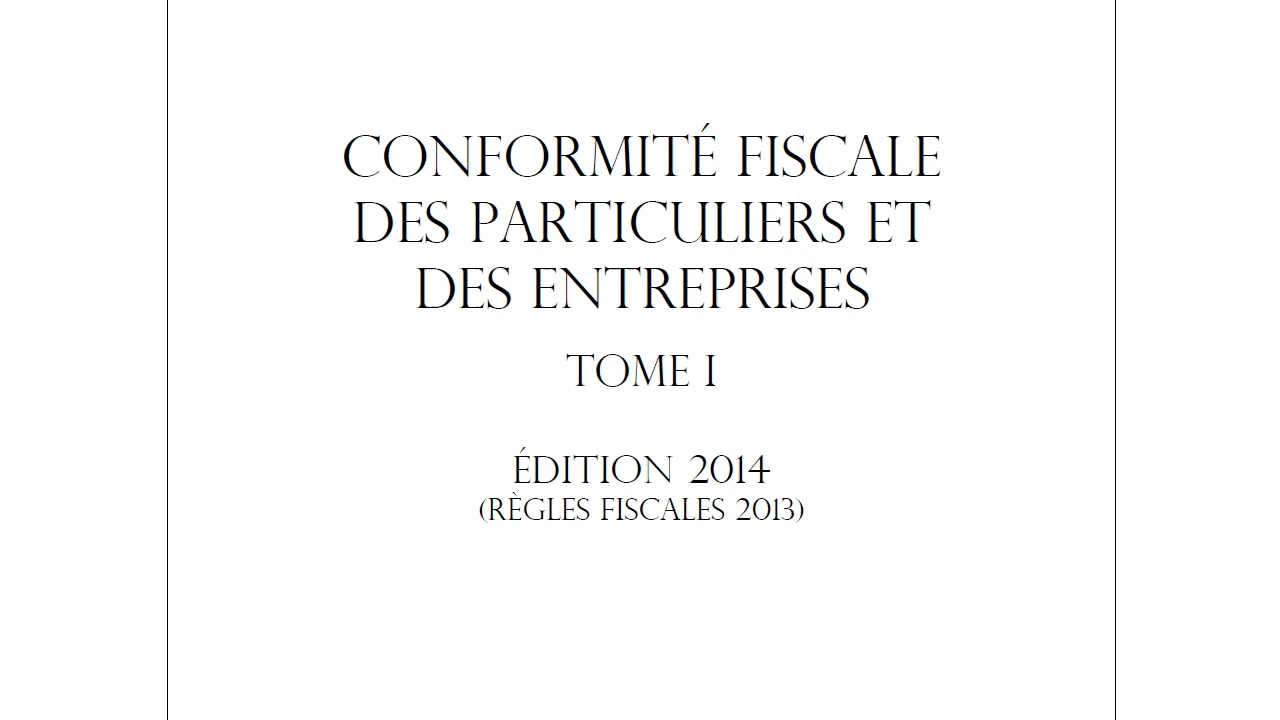 CONFORMITÉ FISCALE
DES PARTICULIERS ET
DES ENTREPRISES
TOME I
ÉDITION 2014
(RÈGLES FISCALES 2013)